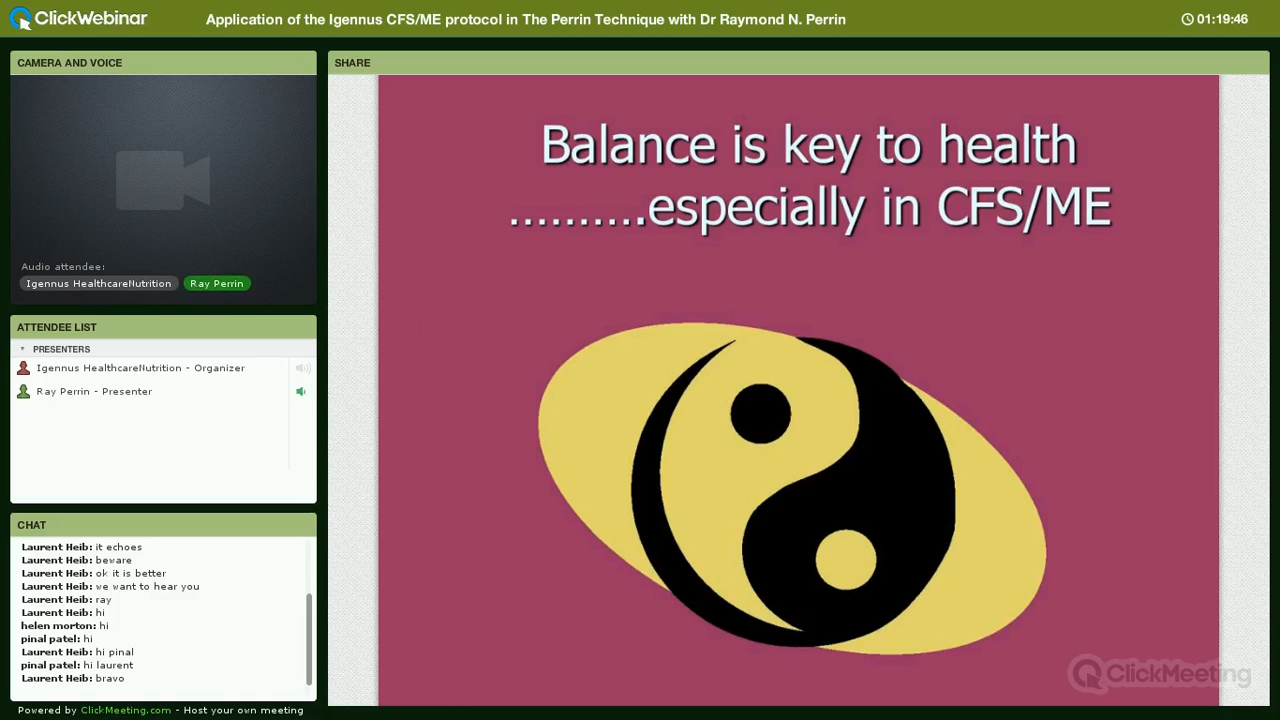 ClickWebinar
Application of the Igennus CFS/ME protocol in The Perrin Technique with Dr Raymond N. Perrin
01:19:46
CAMERA AND VOICE
Audio attendee:
Igennus HealthcareNutrition
Ray Perrin
ATTENDEE LIST
PRESENTERS
Igennus HealthcareNutrition - Organizer
Ray Perrin - Presenter
CHAT
Laurent Heib: it echoes
Laurent Heib: beware
Laurent Heib: ok it is better
Laurent Heib: we want to hear you
Laurent Heib: ray
Laurent Heib: hi
helen morton: hi
pinal patel: hi
Laurent Heib: hi pinal
pinal patel: hi laurent
Laurent Heib: bravo
Powered by ClickMeeting.com - Host your own meeting
SHARE
Balance is key to health
..........especially in CFS/ME
ClickMeeting